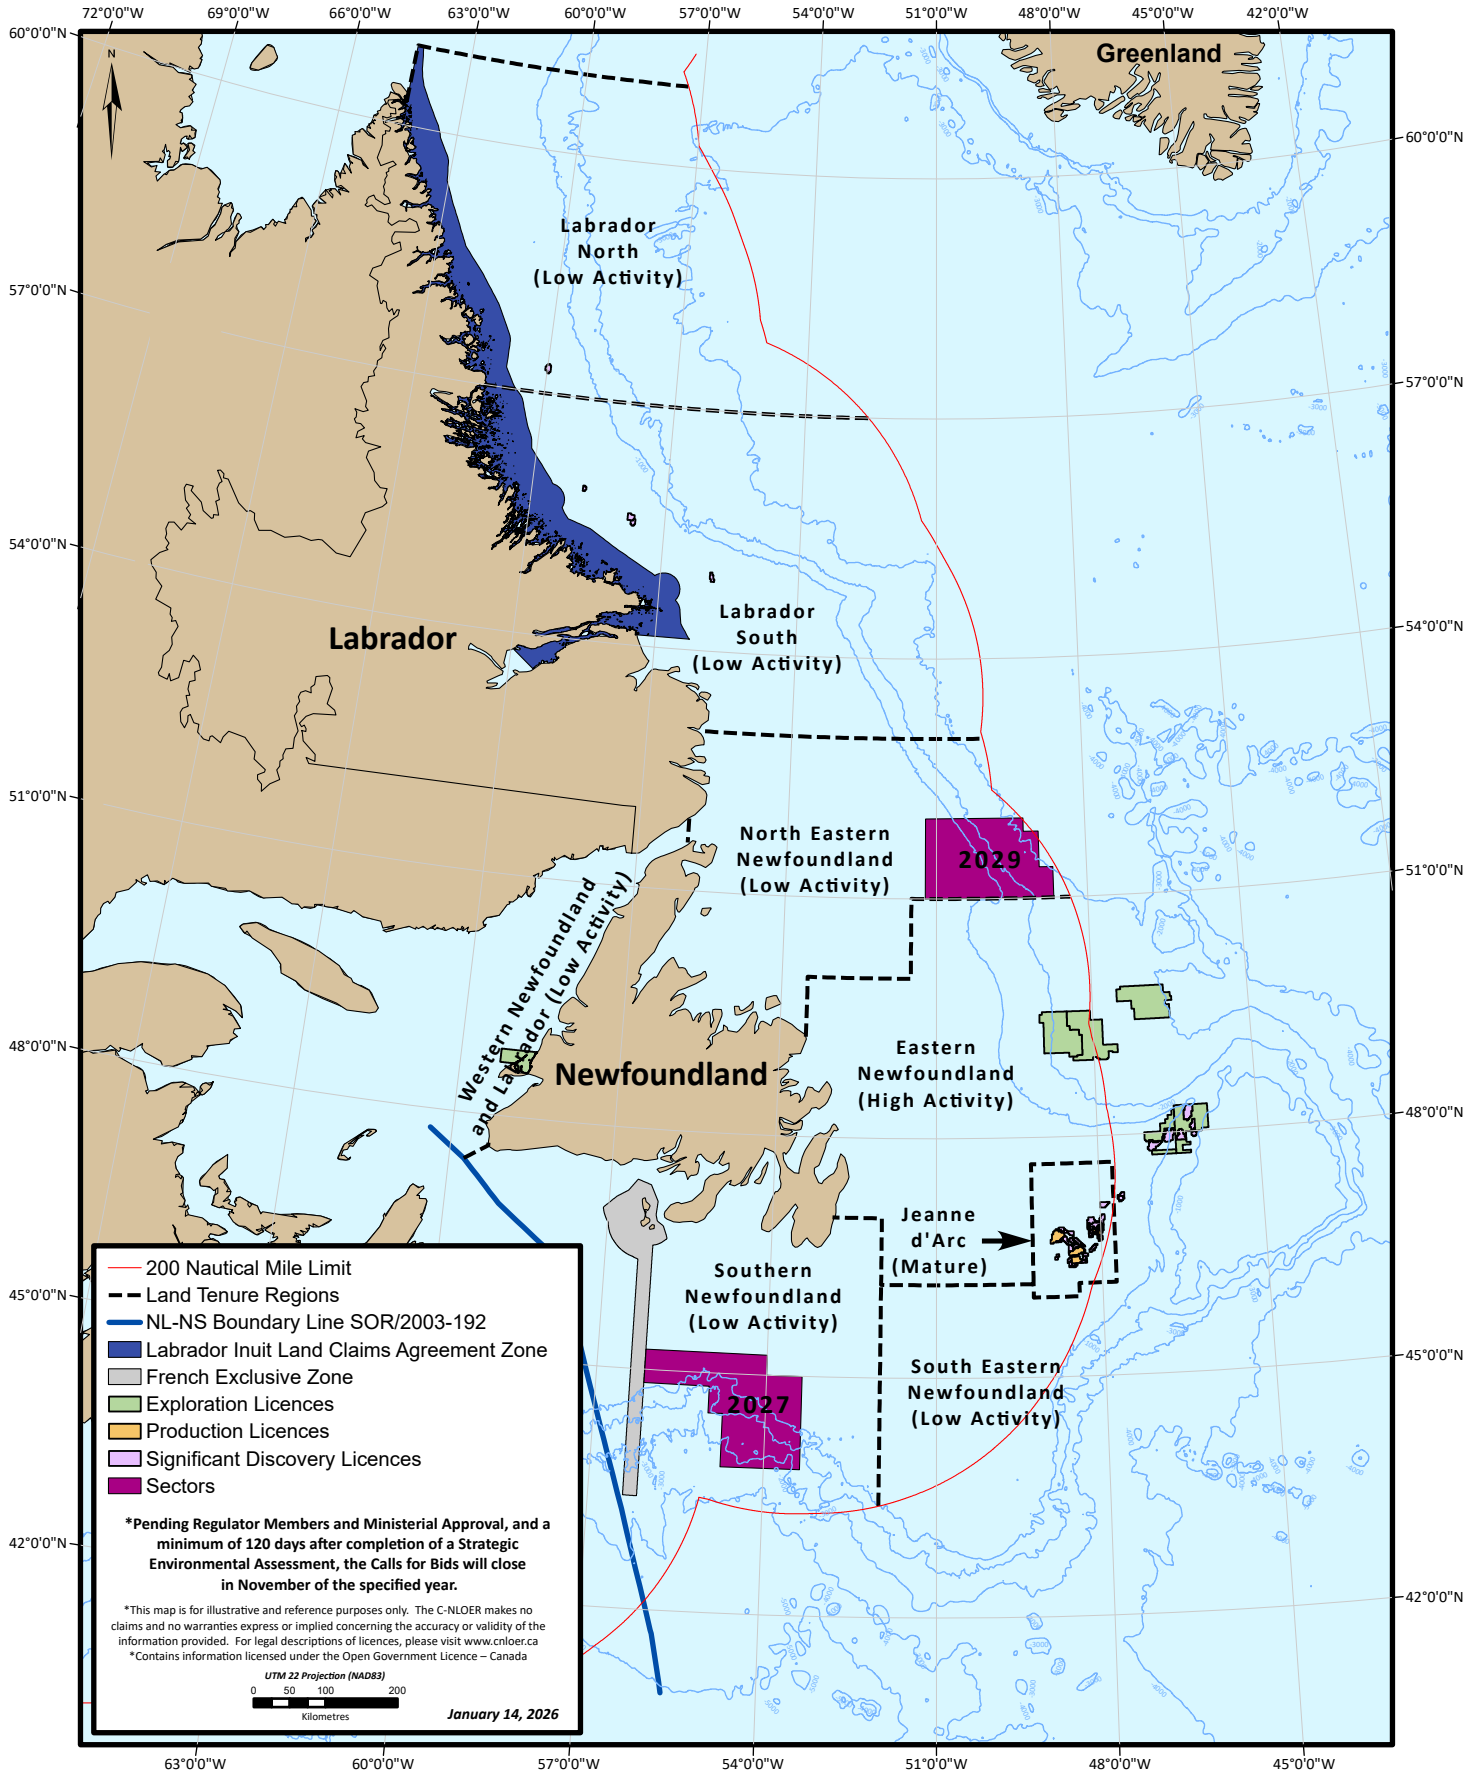 72°0'0"W 69°0'0"W 66°0'0"W 63°0'0"W 60°0'0"W 57°0'0"W 54°0'0"W 51°0'0"W 48°0'0"W 45°0'0"W 42°0'0"W
60°0'0"N
57°0'0"N
54°0'0"N
51°0'0"N
48°0'0"N
45°0'0"N
42°0'0"N
N
Greenland
Labrador
North
(Low Activity)
Labrador
Labrador
South
(Low Activity)
North Eastern
Newfoundland
(Low Activity)
2029
Western Newfoundland
and Labrador (Low Activity)
Newfoundland
Eastern
Newfoundland
(High Activity)
Jeanne
d'Arc
(Mature)
Southern
Newfoundland
(Low Activity)
2027
South Eastern
Newfoundland
(Low Activity)
60°0'0"N
57°0'0"N
54°0'0"N
51°0'0"N
48°0'0"N
45°0'0"N
42°0'0"N
200 Nautical Mile Limit
Land Tenure Regions
NL-NS Boundary Line SOR/2003-192
Labrador Inuit Land Claims Agreement Zone
French Exclusive Zone
Exploration Licences
Production Licences
Significant Discovery Licences
Sectors
*Pending Regulator Members and Ministerial Approval, and a
minimum of 120 days after completion of a Strategic
Environmental Assessment, the Calls for Bids will close
in November of the specified year.
*This map is for illustrative and reference purposes only. The C-NLOER makes no
claims and no warranties express or implied concerning the accuracy or validity of the
information provided. For legal descriptions of licences, please visit www.cnloer.ca
*Contains information licensed under the Open Government Licence – Canada
UTM 22 Projection (NAD83)
0 50 100 200
Kilometres
January 14, 2026
63°0'0"W 60°0'0"W 57°0'0"W 54°0'0"W 51°0'0"W 48°0'0"W 45°0'0"W